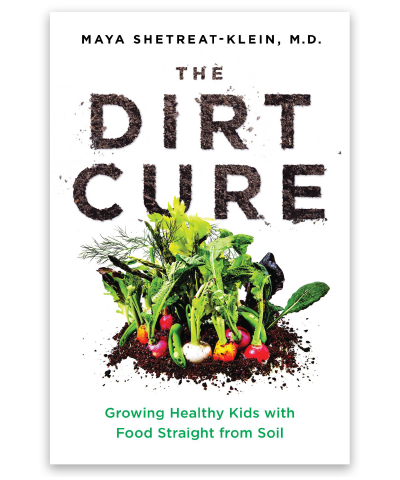 MAYA SHETREAT-KLEIN, M.D.
THE
DIRT
CURE
Growing Healthy Kids with
Food Straight from Soil